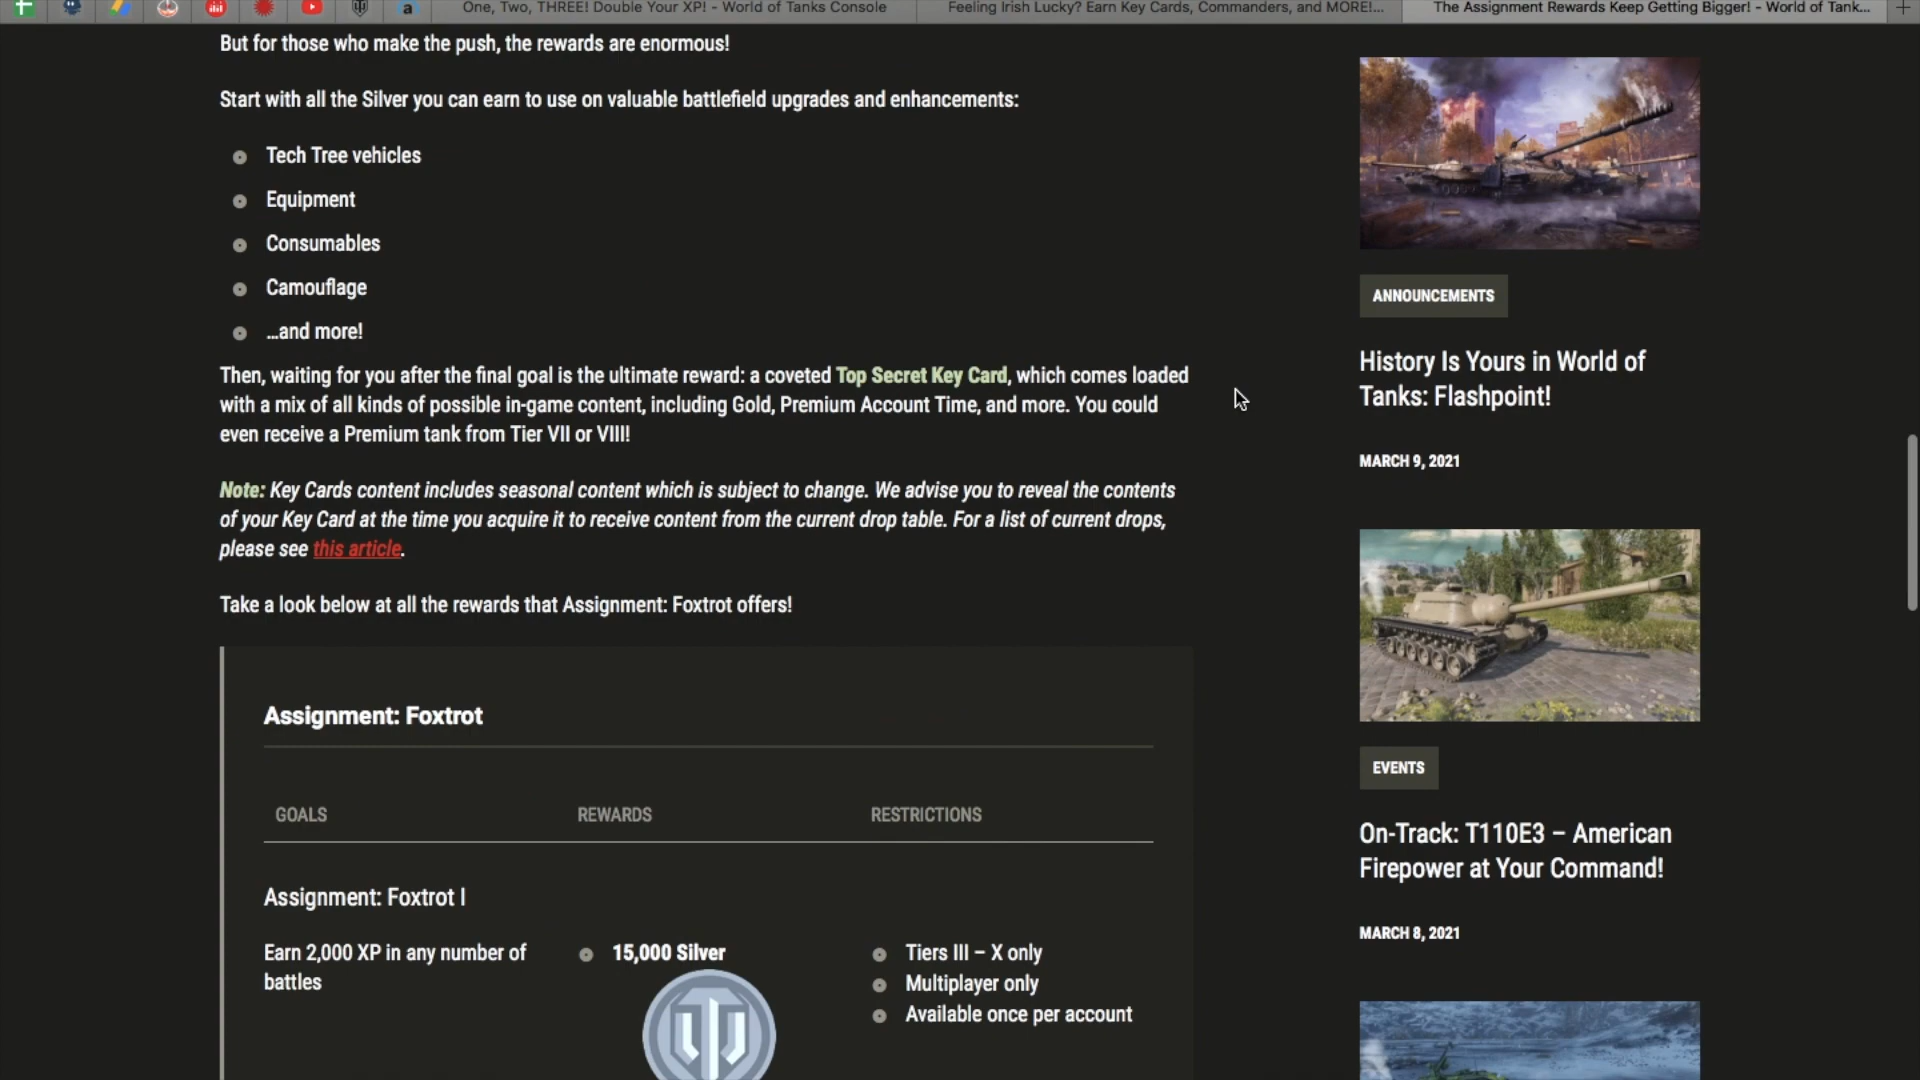 One, Two, THREE! Double Your XP! - World of Tanks Console
Feeling Irish Lucky? Earn Key Cards, Commanders, and MORE!...
The Assignment Rewards Keep Getting Bigger! - World of Tank...
But for those who make the push, the rewards are enormous!
Start with all the Silver you can earn to use on valuable battlefield upgrades and enhancements:
Tech Tree vehicles
Equipment
Consumables
Camouflage
...and more!
Then, waiting for you after the final goal is the ultimate reward: a coveted Top Secret Key Card, which comes loaded
with a mix of all kinds of possible in-game content, including Gold, Premium Account Time, and more. You could
even receive a Premium tank from Tier VII or VIII!
Note: Key Cards content includes seasonal content which is subject to change. We advise you to reveal the contents
of your Key Card at the time you acquire it to receive content from the current drop table. For a list of current drops,
please see this article.
Take a look below at all the rewards that Assignment: Foxtrot offers!
Assignment: Foxtrot
GOALS REWARDS RESTRICTIONS
Assignment: Foxtrot I
Earn 2,000 XP in any number of
battles
15,000 Silver
Tiers III – X only
Multiplayer only
Available once per account
ANNOUNCEMENTS
History Is Yours in World of
Tanks: Flashpoint!
MARCH 9, 2021
EVENTS
On-Track: T110E3 – American
Firepower at Your Command!
MARCH 8, 2021